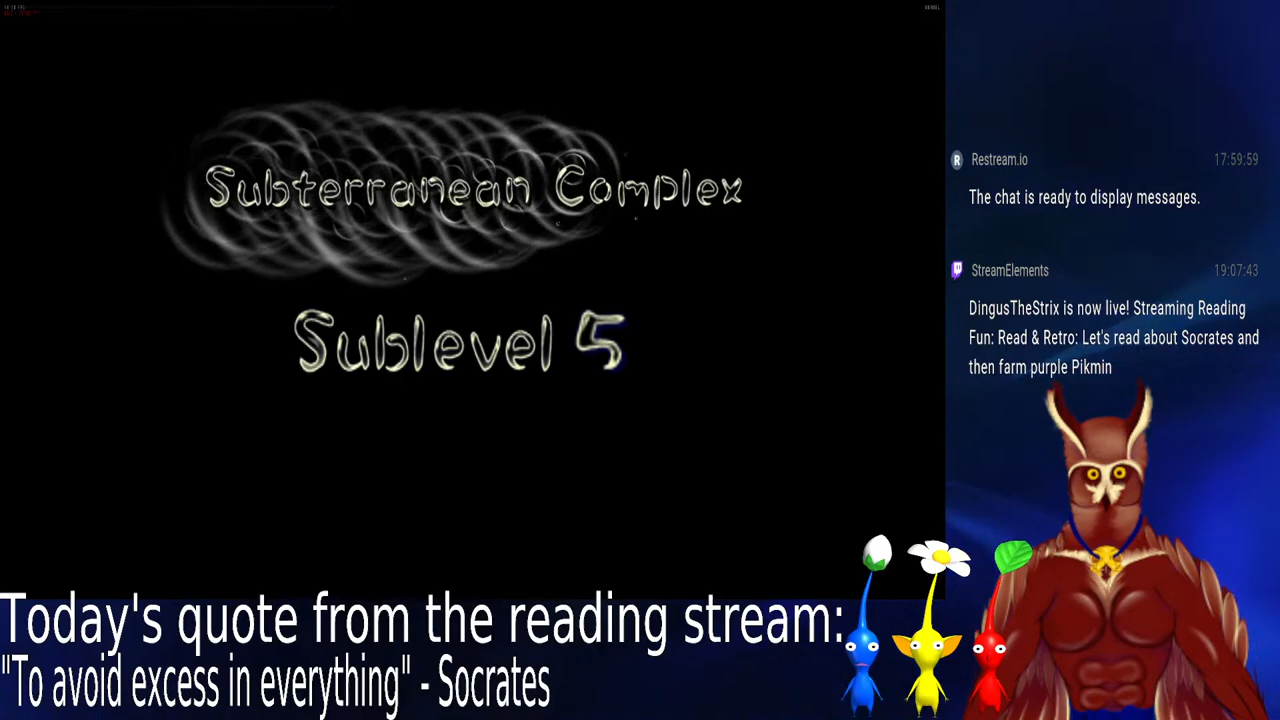 Subterranean Complex
Sublevel 5
Restream.io 17:59:59
The chat is ready to display messages.
StreamElements 19:07:43
DingusTheStrix is now live! Streaming Reading
Fun: Read & Retro: Let's read about Socrates and
then farm purple Pikmin
Today's quote from the reading stream:
"To avoid excess in everything" - Socrates